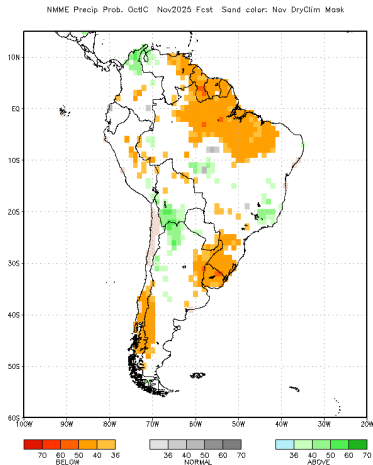 NMME Precip Prob. OctIC Nov2025 Fcst Sand color: Nov DryClim Mask
10N
EQ
10S
20S
30S
40S
50S
60S
100W 90W 80W 70W 60W 50W 40W 30W 20W
70 60 50 40 36 36 40 50 60 70 36 40 50 60 70
BELOW NORMAL ABOVE